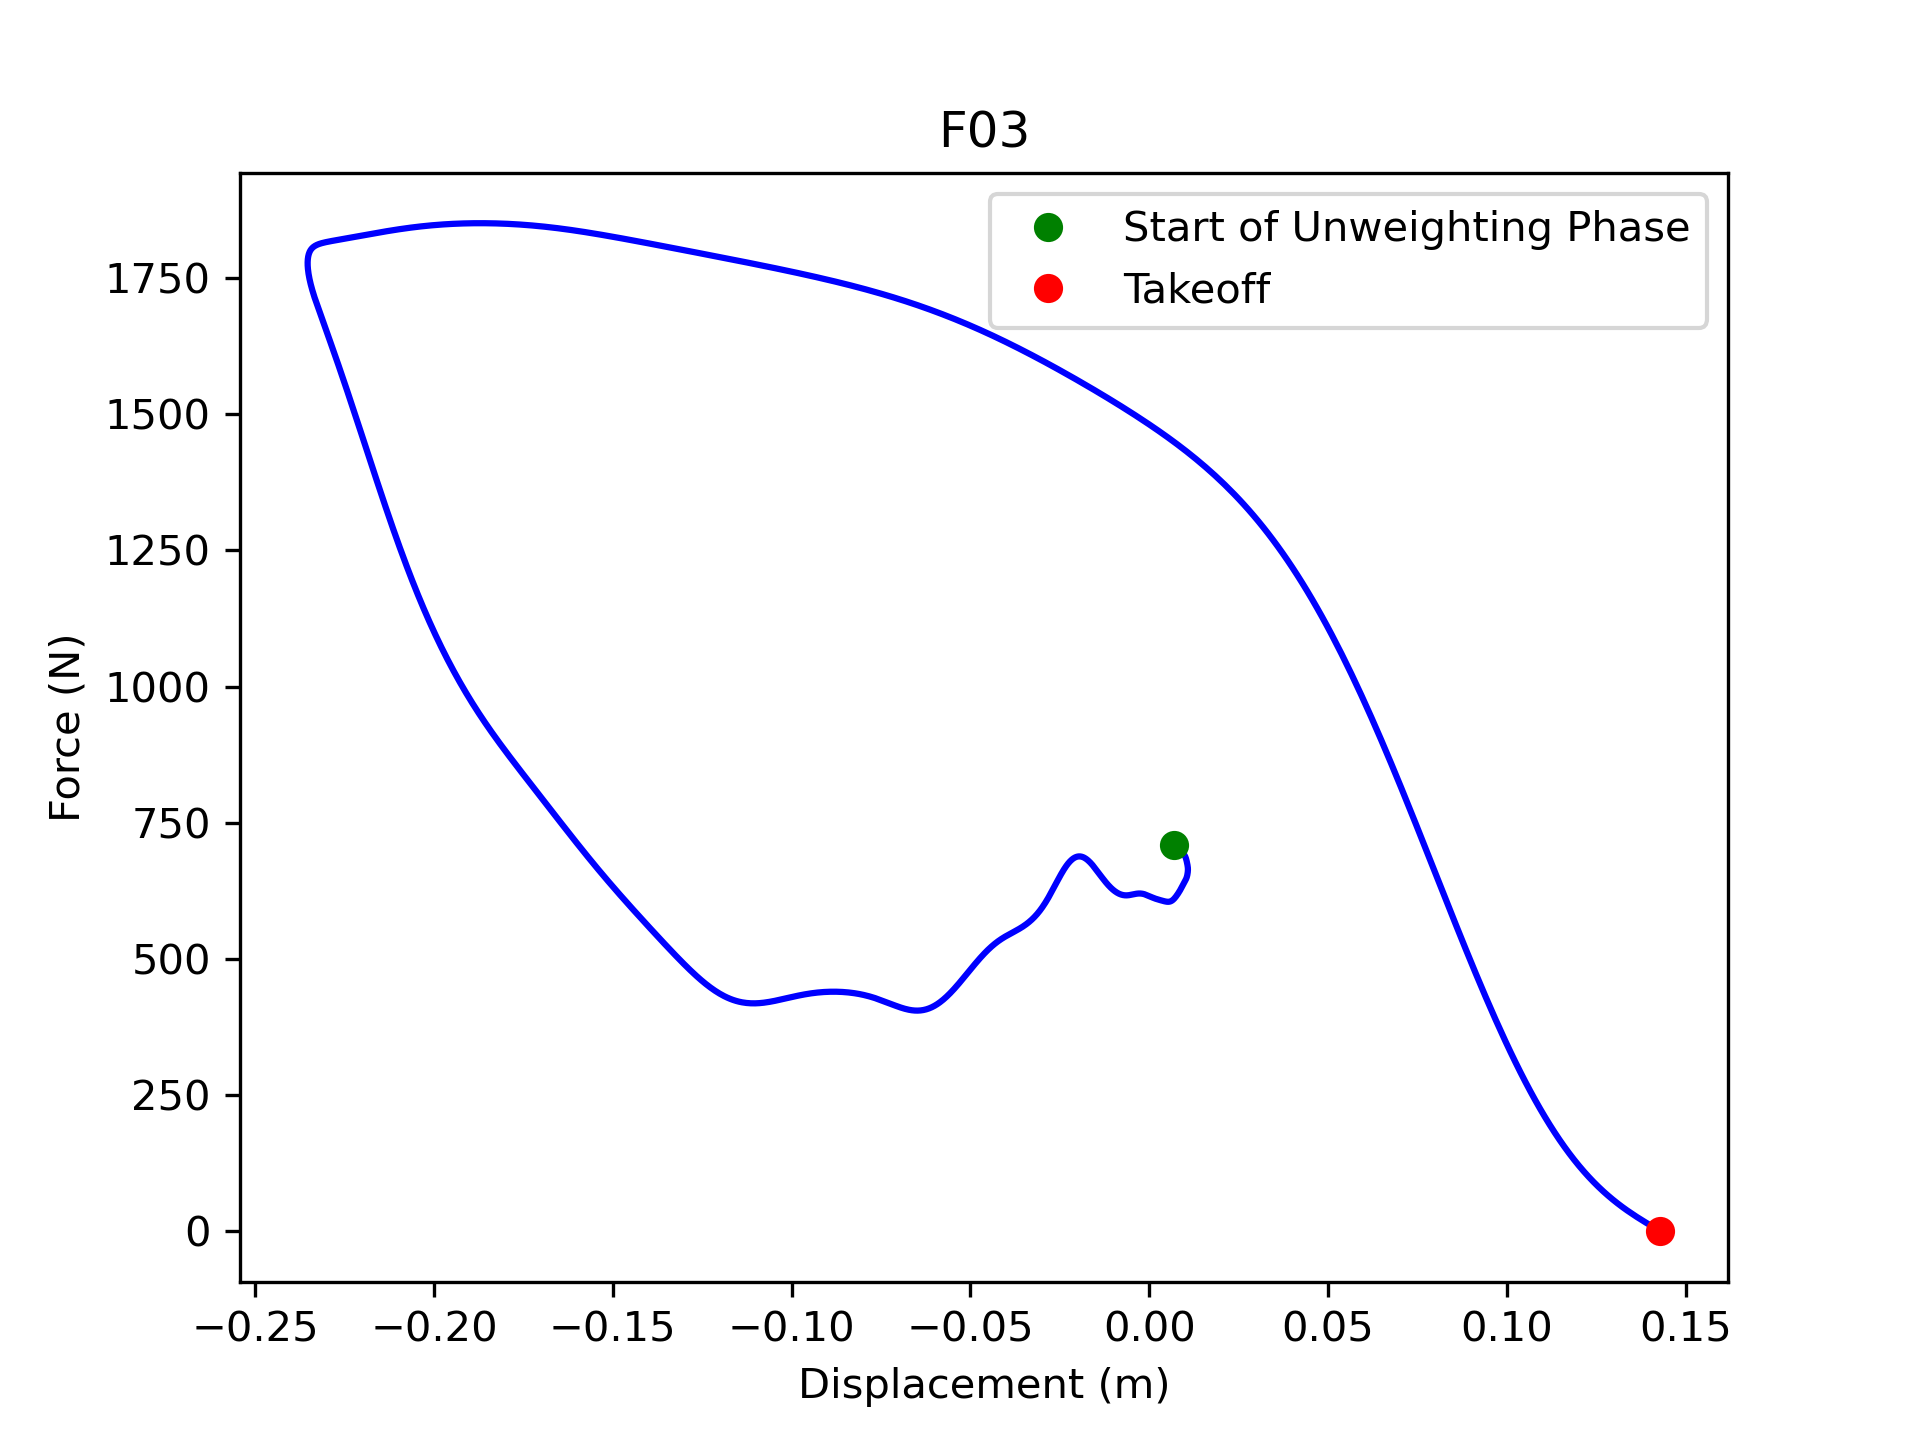 F03
Start of Unweighting Phase
Takeoff
1750
1500
1250
1000
750
500
250
0
Force (N)
−0.25 −0.20 −0.15 −0.10 −0.05 0.00 0.05 0.10 0.15
Displacement (m)